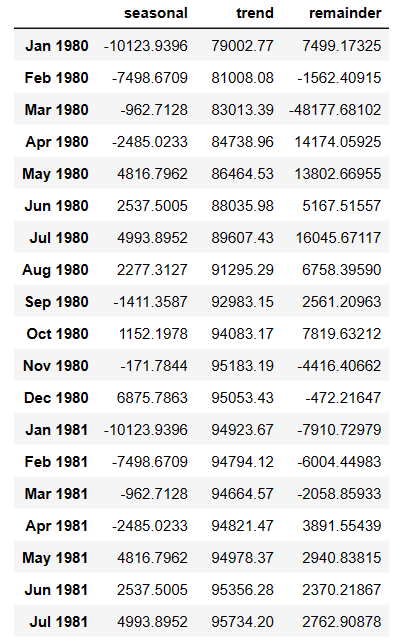 seasonal trend remainder
Jan 1980 -10123.9396 79002.77 7499.17325
Feb 1980 -7498.6709 81008.08 -1562.40915
Mar 1980 -962.7128 83013.39 -48177.68102
Apr 1980 -2485.0233 84738.96 14174.05925
May 1980 4816.7962 86464.53 13802.66955
Jun 1980 2537.5005 88035.98 5167.51557
Jul 1980 4993.8952 89607.43 16045.67117
Aug 1980 2277.3127 91295.29 6758.39590
Sep 1980 -1411.3587 92983.15 2561.20963
Oct 1980 1152.1978 94083.17 7819.63212
Nov 1980 -171.7844 95183.19 -4416.40662
Dec 1980 6875.7863 95053.43 -472.21647
Jan 1981 -10123.9396 94923.67 -7910.72979
Feb 1981 -7498.6709 94794.12 -6004.44983
Mar 1981 -962.7128 94664.57 -2058.85933
Apr 1981 -2485.0233 94821.47 3891.55439
May 1981 4816.7962 94978.37 2940.83815
Jun 1981 2537.5005 95356.28 2370.21867
Jul 1981 4993.8952 95734.20 2762.90878